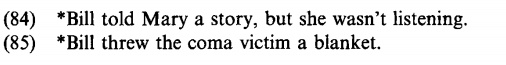 (84) *Bill told Mary a story, but she wasn't listening.
(85) *Bill threw the coma victim a blanket.